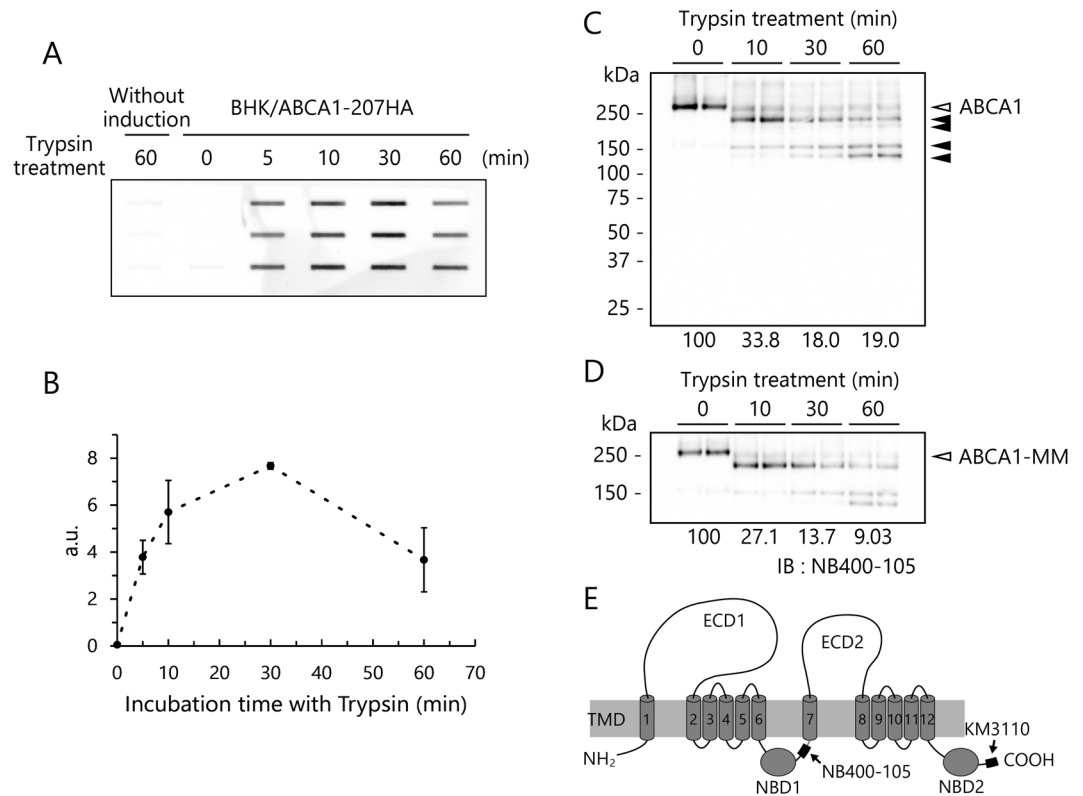 A
Without induction
BHK/ABCA1-207HA
Trypsin treatment
60 0 5 10 30 60 (min)
B
a.u.
8
6
4
2
0
0 10 20 30 40 50 60 70
Incubation time with Trypsin (min)
C
Trypsin treatment (min)
0 10 30 60
kDa
250 -
ABCA1
150 -
100 -
75 -
50 -
37 -
25 -
100 33.8 18.0 19.0
D
Trypsin treatment (min)
0 10 30 60
kDa
250 -
ABCA1-MM
150 -
100 27.1 13.7 9.03
IB : NB400-105
E
ECD1
ECD2
TMD
1 2 3 4 5 6 7 8 9 10 11 12
KM3110
NH2
COOH
NB400-105
NBD1
NBD2